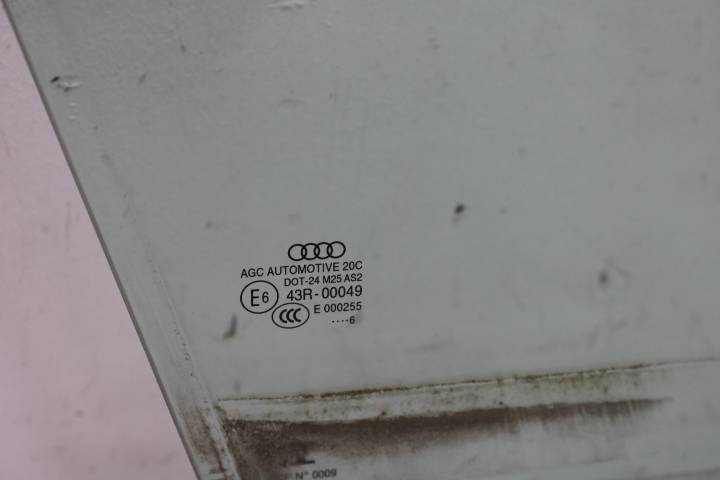 AGC AUTOMOTIVE 20C
DOT-24 M25 AS2
E6 43R-00049
CCC E 000255
····6
N° 0009